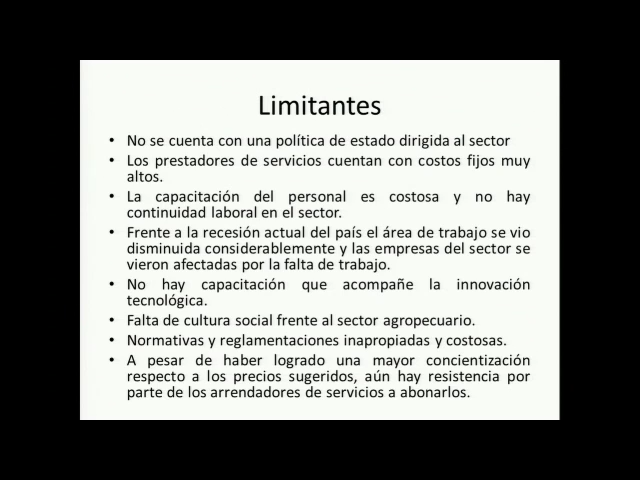 Limitantes
• No se cuenta con una política de estado dirigida al sector
• Los prestadores de servicios cuentan con costos fijos muy
altos.
• La capacitación del personal es costosa y no hay
continuidad laboral en el sector.
• Frente a la recesión actual del país el área de trabajo se vio
disminuida considerablemente y las empresas del sector se
vieron afectadas por la falta de trabajo.
• No hay capacitación que acompañe la innovación
tecnológica.
• Falta de cultura social frente al sector agropecuario.
• Normativas y reglamentaciones inapropiadas y costosas.
• A pesar de haber logrado una mayor concientización
respecto a los precios sugeridos, aún hay resistencia por
parte de los arrendadores de servicios a abonarlos.